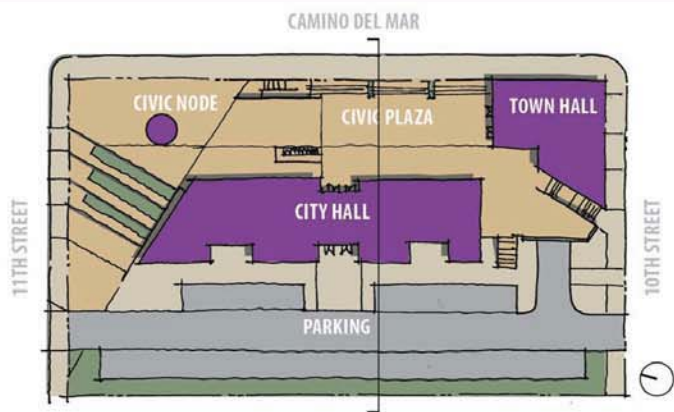 CAMINO DEL MAR
CIVIC NODE
CIVIC PLAZA
TOWN HALL
CITY HALL
11TH STREET
10TH STREET
PARKING